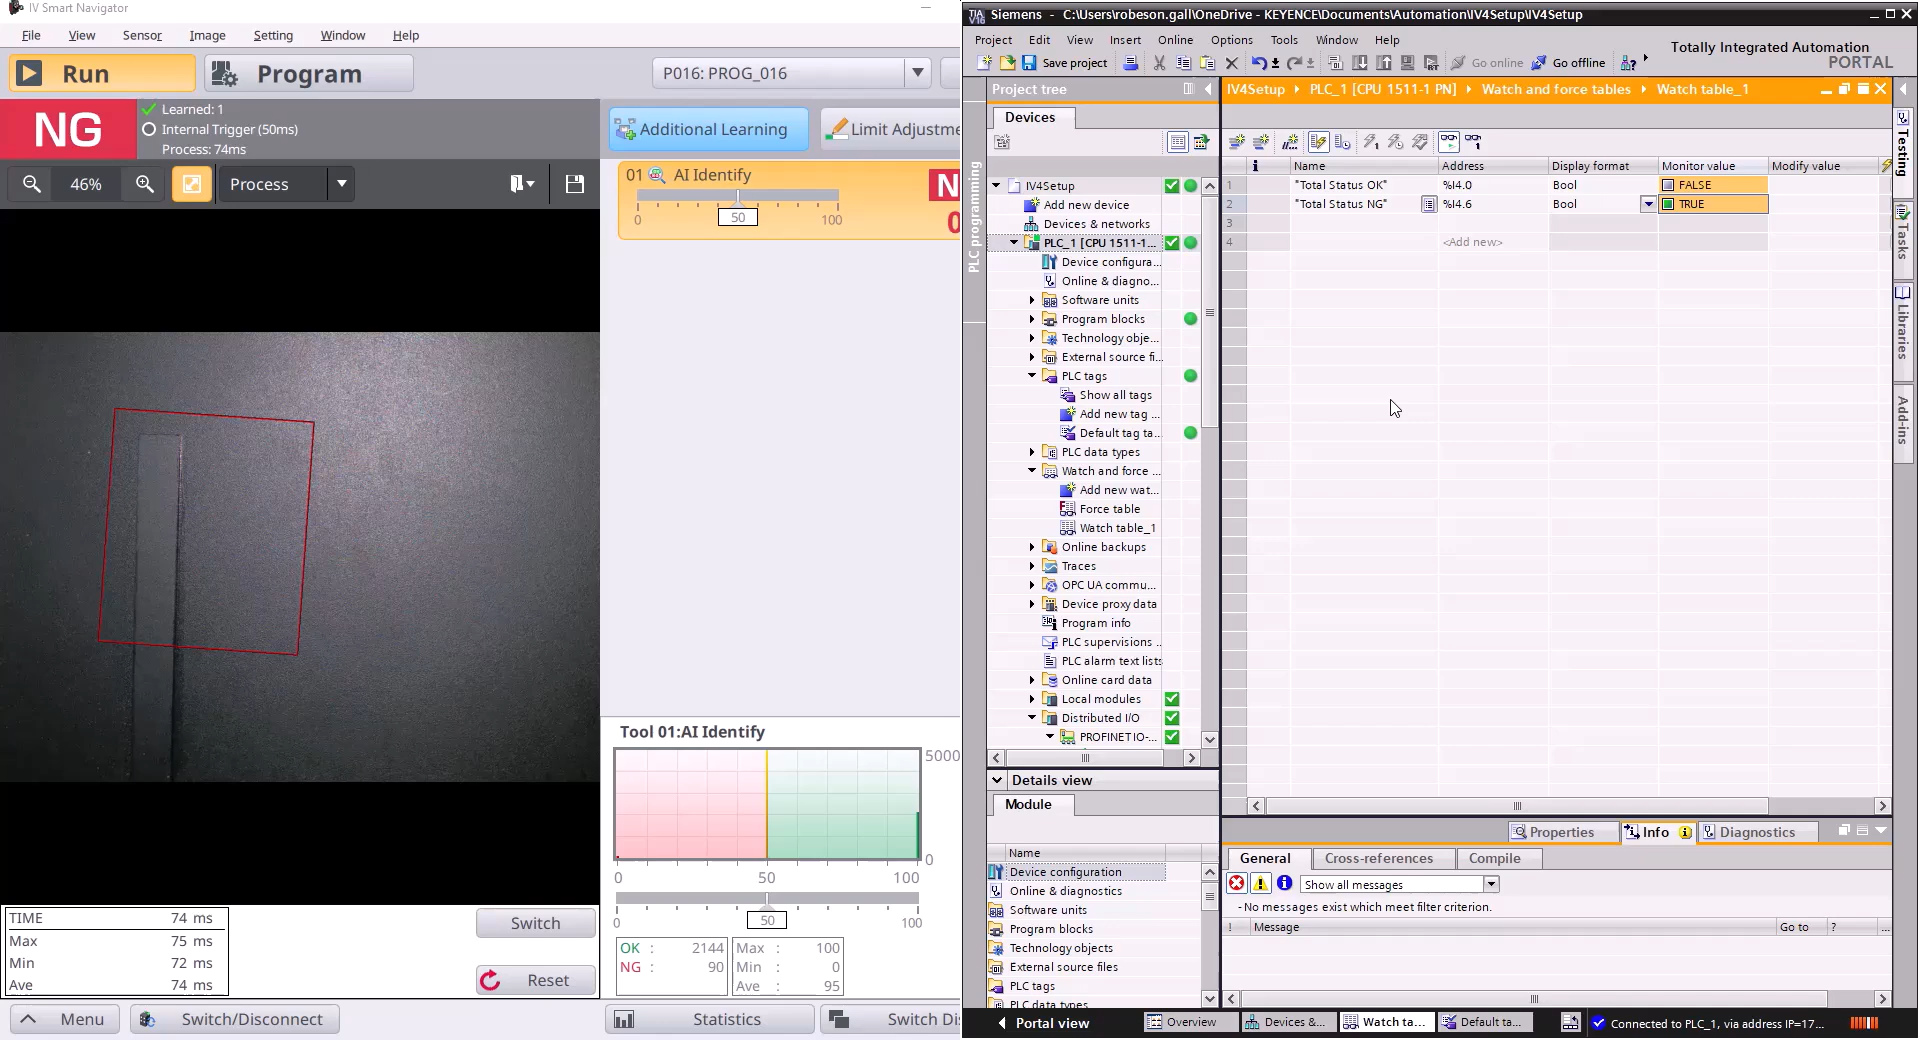 IV Smart Navigator
File View Sensor Image Setting Window Help
Run Program P016: PROG_016
NG
Learned: 1
Internal Trigger (50ms)
Process: 74ms
Additional Learning Limit Adjustme
46% Process
01 AI Identify N
0 50 100 0
Tool 01:AI Identify
5000
0
0 50 100
0 50 100
OK : 2144
NG : 90
Max : 100
Min : 0
Ave : 95
TIME 74 ms
Max 75 ms
Min 72 ms
Ave 74 ms
Switch
Reset
Menu Switch/Disconnect Statistics Switch Di
TIA V16 Siemens - C:\Users\robeson.gall\OneDrive - KEYENCE\Documents\Automation\IV4Setup\IV4Setup
Project Edit View Insert Online Options Tools Window Help
Totally Integrated Automation
PORTAL
Save project Go online Go offline
Project tree
Devices
PLC programming
IV4Setup
Add new device
Devices & networks
PLC_1 [CPU 1511-1...
Device configura...
Online & diagno...
Software units
Program blocks
Technology obje...
External source fi...
PLC tags
Show all tags
Add new tag ...
Default tag ta...
PLC data types
Watch and force ...
Add new wat...
Force table
Watch table_1
Online backups
Traces
OPC UA commu...
Device proxy data
Program info
PLC supervisions ...
PLC alarm text lists
Online card data
Local modules
Distributed I/O
PROFINET IO-...
Details view
Module
Name
Device configuration
Online & diagnostics
Software units
Program blocks
Technology objects
External source files
PLC tags
PLC data types
IV4Setup PLC_1 [CPU 1511-1 PN] Watch and force tables Watch table_1
i Name Address Display format Monitor value Modify value
1 "Total Status OK" %I4.0 Bool FALSE
2 "Total Status NG" %I4.6 Bool TRUE
3
4 <Add new>
Testing
Tasks
Libraries
Add-ins
Properties Info Diagnostics
General Cross-references Compile
Show all messages
- No messages exist which meet filter criterion.
! Message Go to ? ...
Portal view Overview Devices &... Watch ta... Default ta... Connected to PLC_1, via address IP=17...